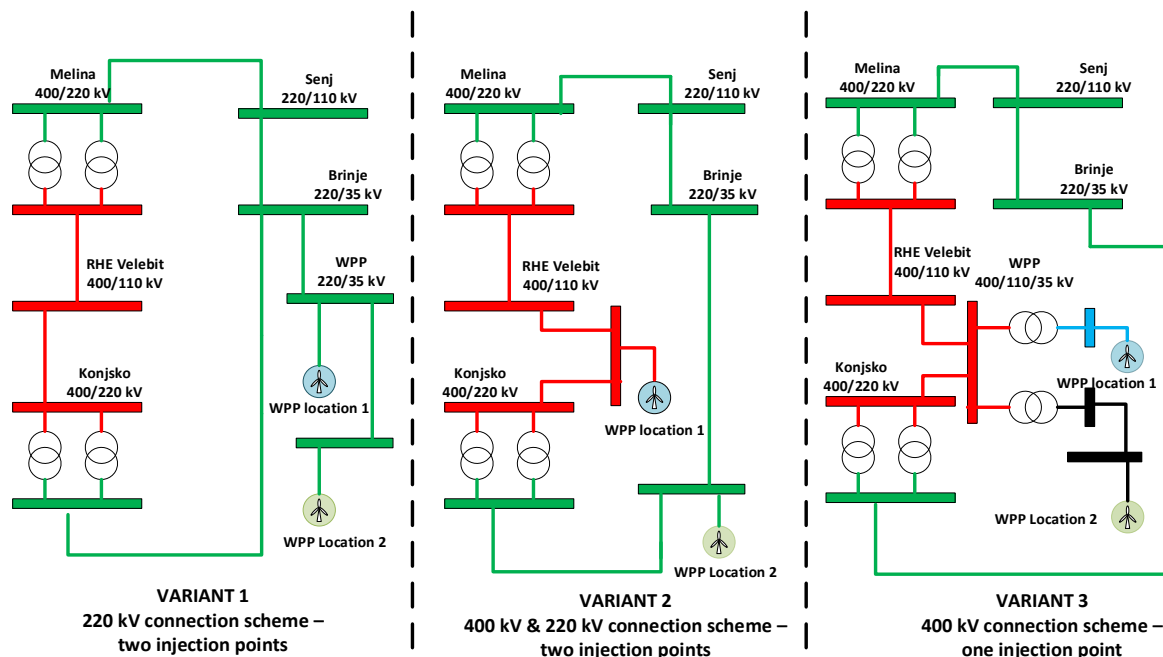 Melina
400/220 kV
Senj
220/110 kV
Brinje
220/35 kV
RHE Velebit
400/110 kV
WPP
220/35 kV
Konjsko
400/220 kV
WPP location 1
WPP Location 2
VARIANT 1
220 kV connection scheme –
two injection points
Melina
400/220 kV
Senj
220/110 kV
Brinje
220/35 kV
RHE Velebit
400/110 kV
Konjsko
400/220 kV
WPP location 1
WPP Location 2
VARIANT 2
400 kV & 220 kV connection scheme –
two injection points
Melina
400/220 kV
Senj
220/110 kV
Brinje
220/35 kV
RHE Velebit
400/110 kV
WPP
400/110/35 kV
Konjsko
400/220 kV
WPP location 1
WPP Location 2
VARIANT 3
400 kV connection scheme –
one injection point